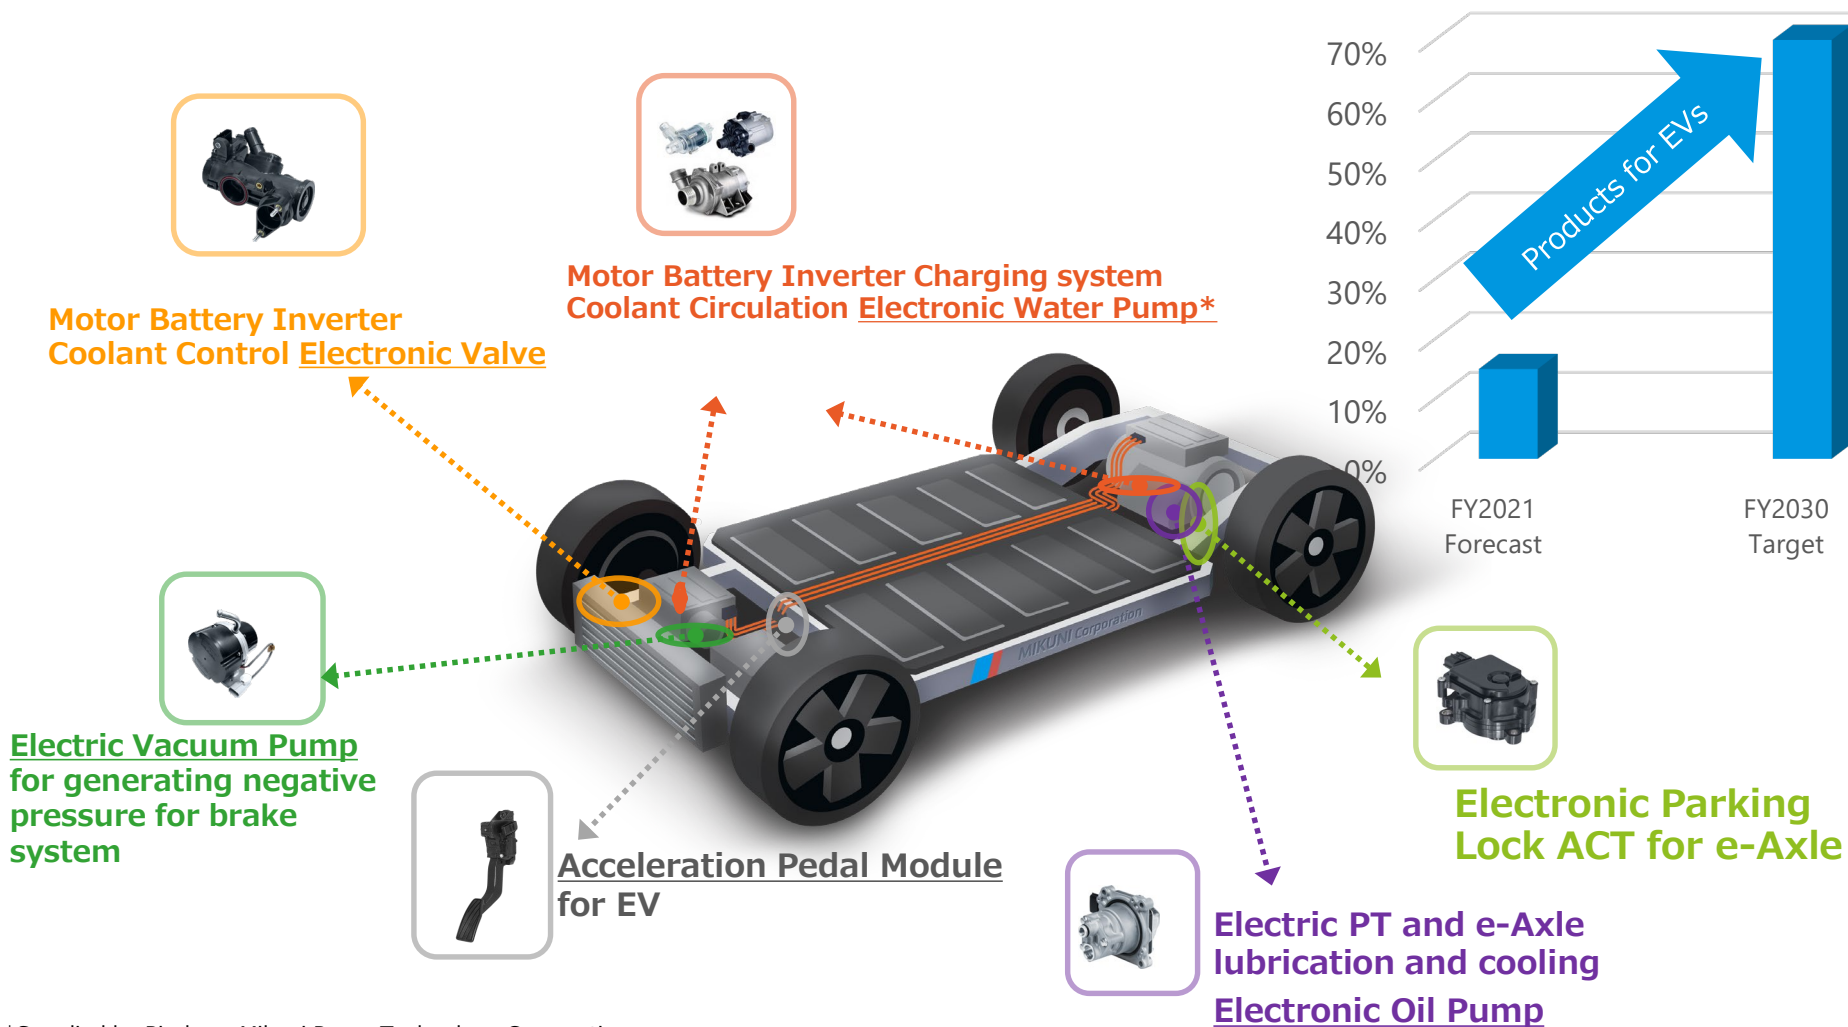 70%
60%
50%
40%
30%
20%
10%
0%
Products for EVs
FY2021
Forecast
FY2030
Target
Motor Battery Inverter Charging system
Coolant Circulation Electronic Water Pump*
Motor Battery Inverter
Coolant Control Electronic Valve
MIKUNI Corporation
Electric Vacuum Pump
for generating negative
pressure for brake
system
Acceleration Pedal Module
for EV
Electronic Parking
Lock ACT for e-Axle
Electric PT and e-Axle
lubrication and cooling
Electronic Oil Pump